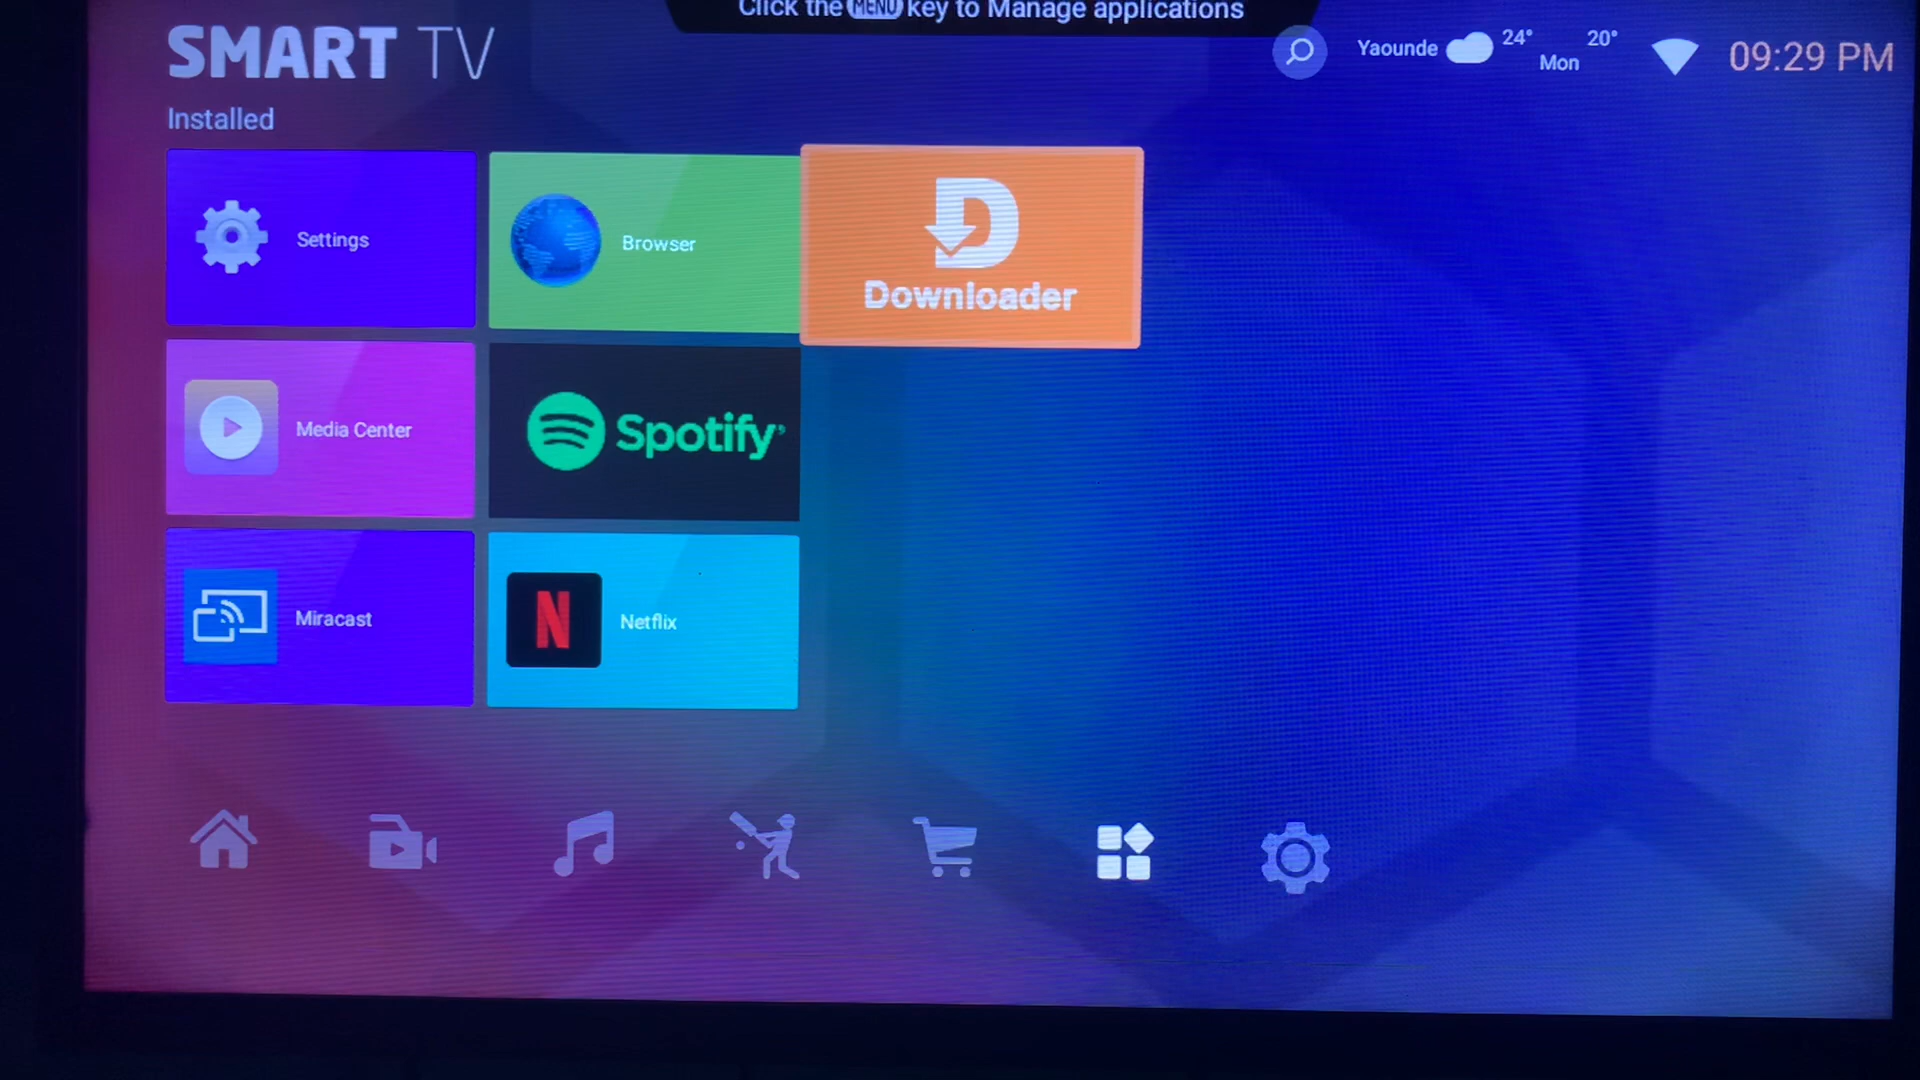 Click the MENU key to Manage applications
SMART TV
Yaounde 24° Mon 20° 09:29 PM
Installed
Settings
Browser
Downloader
Media Center
Spotify
Miracast
N Netflix